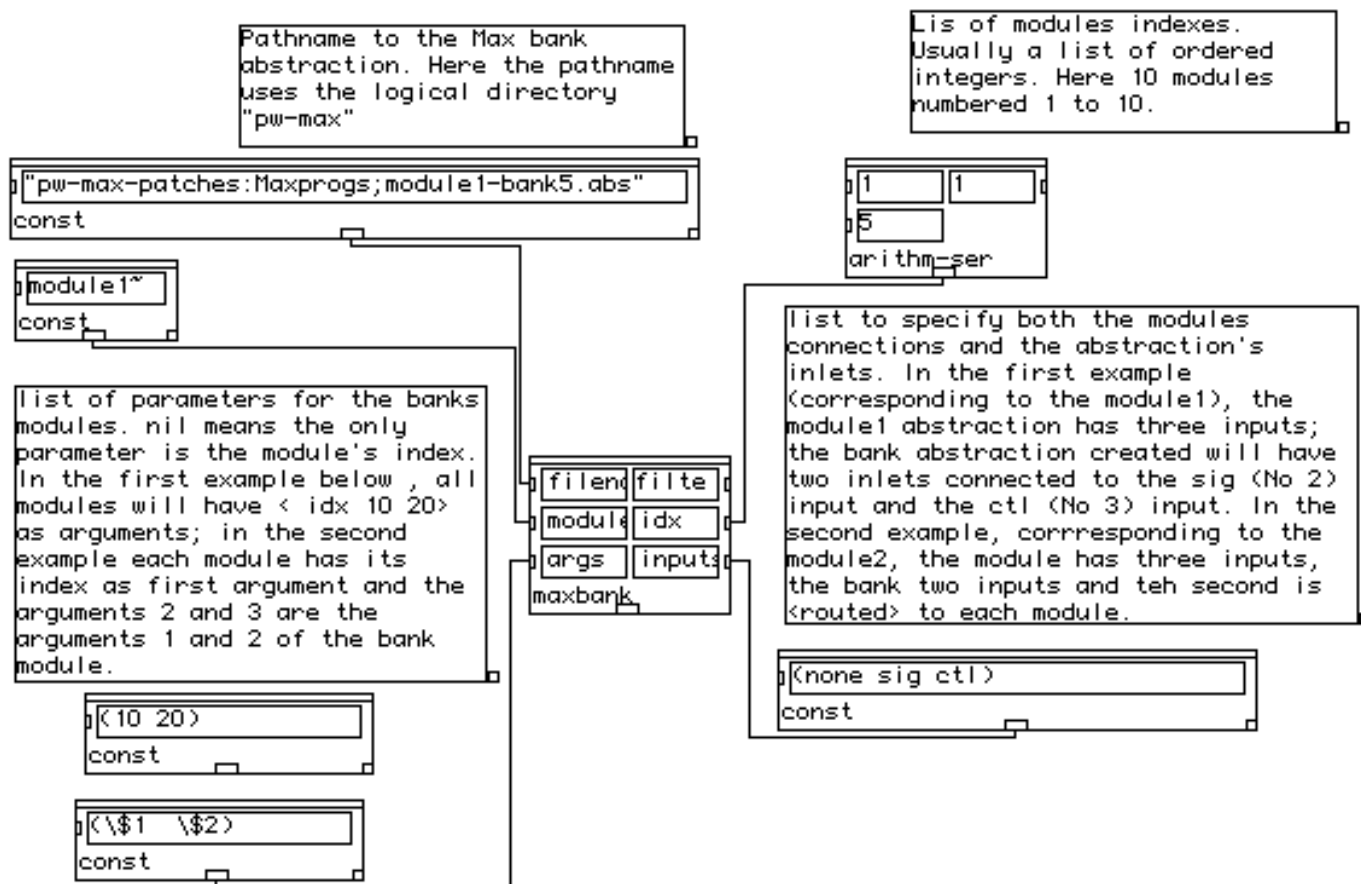 Pathname to the Max bank
abstraction. Here the pathname
uses the logical directory
"pw-max"
Lis of modules indexes.
Usually a list of ordered
integers. Here 10 modules
numbered 1 to 10.
"pw-max-patches:Maxprogs;module1-bank5.abs"
const
1 1
5
arithm-ser
module1~
const
list of parameters for the banks
modules. nil means the only
parameter is the module's index.
In the first example below , all
modules will have < idx 10 20>
as arguments; in the second
example each module has its
index as first argument and the
arguments 2 and 3 are the
arguments 1 and 2 of the bank
module.
filena filte
module idx
args inputs
maxbank
list to specify both the modules
connections and the abstraction's
inlets. In the first example
(corresponding to the module1), the
module1 abstraction has three inputs;
the bank abstraction created will have
two inlets connected to the sig (No 2)
input and the ctl (No 3) input. In the
second example, corrresponding to the
module2, the module has three inputs,
the bank two inputs and teh second is
<routed> to each module.
(none sig ctl)
const
(10 20)
const
(\$1 \$2)
const